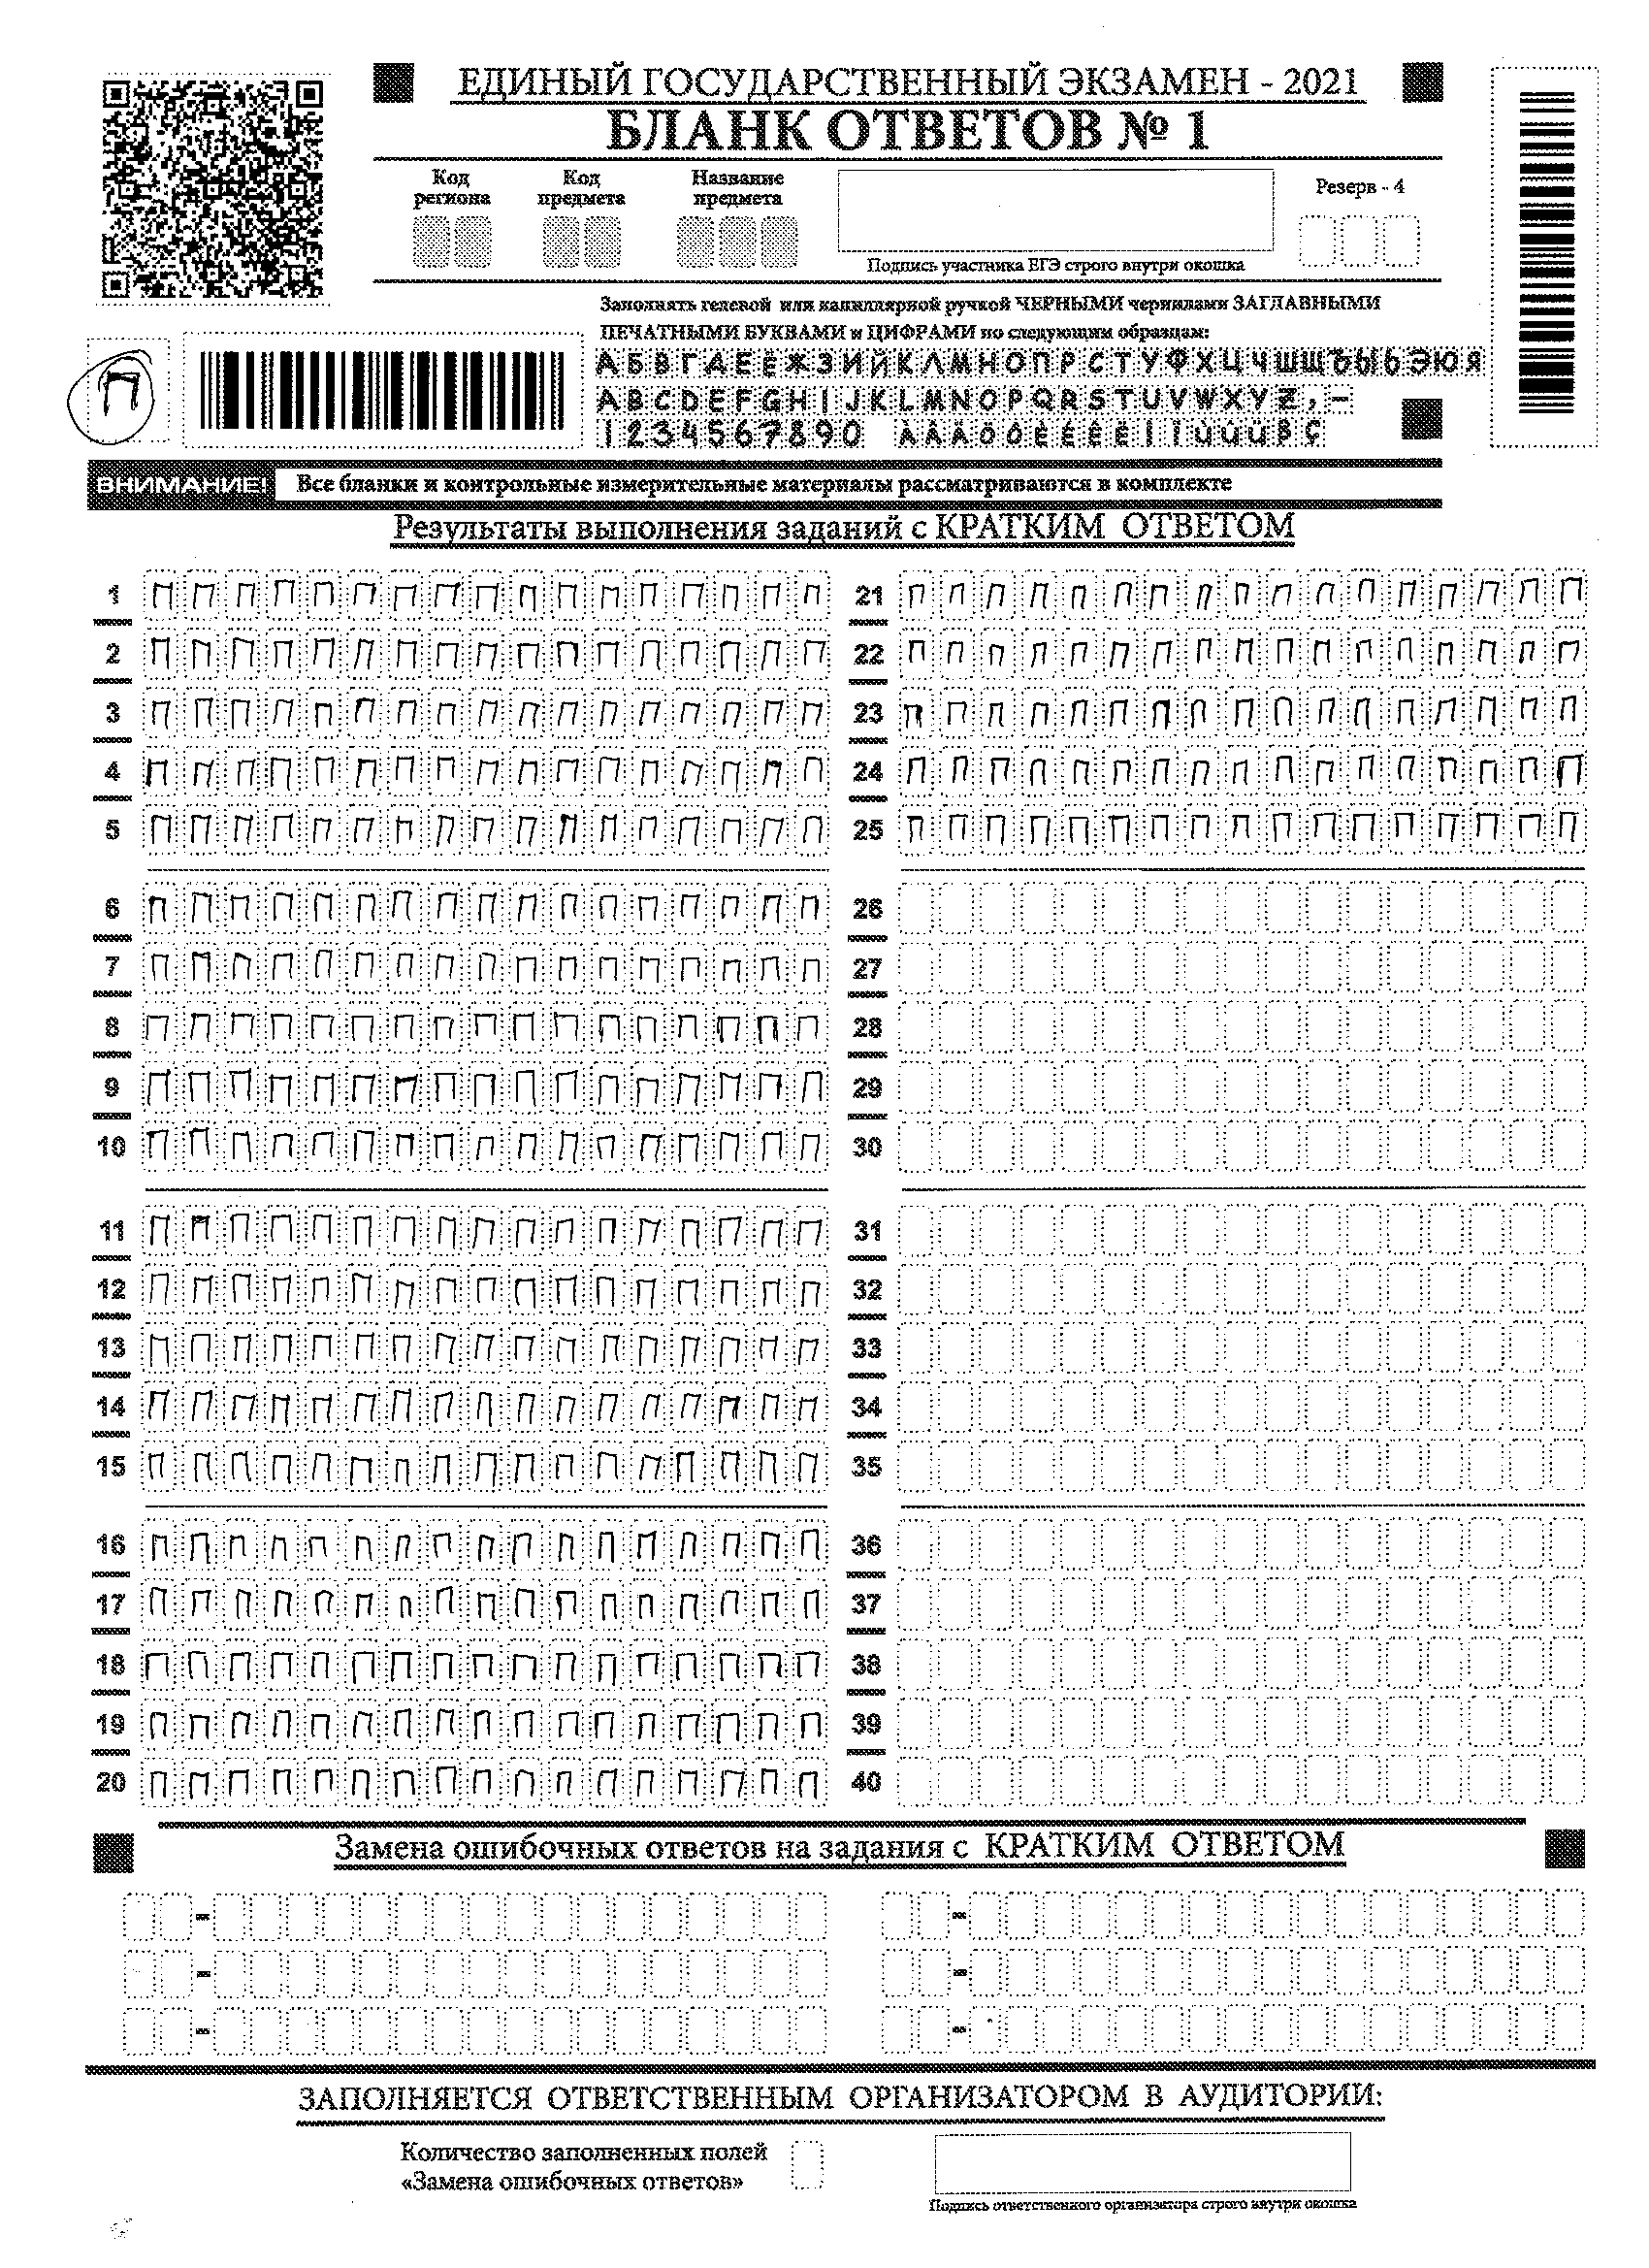 ЕДИНЫЙ ГОСУДАРСТВЕННЫЙ ЭКЗАМЕН - 2021
БЛАНК ОТВЕТОВ № 1
Код региона
Код предмета
Название предмета
Резерв - 4
Подпись участника ЕГЭ строго внутри окошка
Заполнять гелевой или капиллярной ручкой ЧЕРНЫМИ чернилами ЗАГЛАВНЫМИ
ПЕЧАТНЫМИ БУКВАМИ и ЦИФРАМИ по следующим образцам:
П
АБВГДЕЁЖЗИЙКЛМНОПРСТУФХЦЧШЩЪЫЬЭЮЯ
ABCDEFGHIJKLMNOPQRSTUVWXYZ,-
1234567890 ÀÂÄÖÔÈÉÊËÎÏÙÛÜßÇ
ВНИМАНИЕ! Все бланки и контрольные измерительные материалы рассматриваются в комплекте
Результаты выполнения заданий с КРАТКИМ ОТВЕТОМ
1 ППППППППППППППППП
2 ППППППППППППППППП
3 ППППППППППППППППП
4 ППППППППППППППППП
5 ППППППППППППППППП
6 ППППППППППППППППП
7 ППППППППППППППППП
8 ППППППППППППППППП
9 ППППППППППППППППП
10 ППППППППППППППППП
11 ППППППППППППППППП
12 ППППППППППППППППП
13 ППППППППППППППППП
14 ППППППППППППППППП
15 ППППППППППППППППП
16 ППППППППППППППППП
17 ППППППППППППППППП
18 ППППППППППППППППП
19 ППППППППППППППППП
20 ППППППППППППППППП
21 ППППППППППППППППП
22 ППППППППППППППППП
23 ППППППППППППППППП
24 ППППППППППППППППП
25 ППППППППППППППППП
26
27
28
29
30
31
32
33
34
35
36
37
38
39
40
Замена ошибочных ответов на задания с КРАТКИМ ОТВЕТОМ
-
-
-
-
-
-
ЗАПОЛНЯЕТСЯ ОТВЕТСТВЕННЫМ ОРГАНИЗАТОРОМ В АУДИТОРИИ:
Количество заполненных полей
«Замена ошибочных ответов»
Подпись ответственного организатора строго внутри окошка